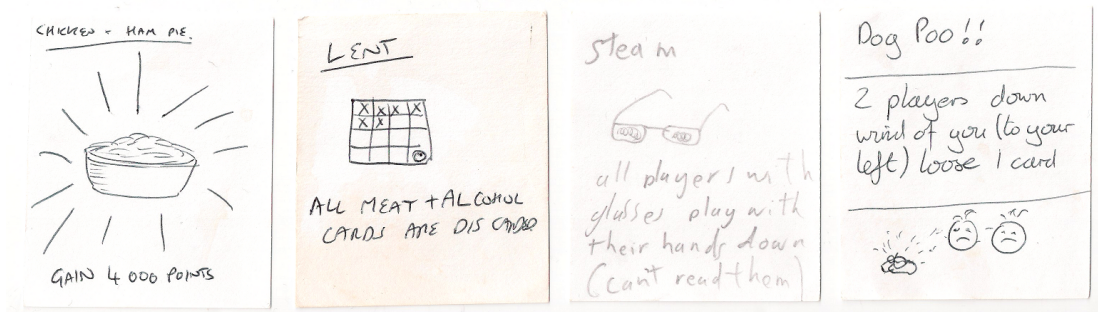 CHICKEN + HAM PIE.
GAIN 4000 POINTS
LENT
X X X X
X X
ALL MEAT + ALCOHOL
CARDS ARE DISCARDED
Steam
all players with
glasses play with
their hands down
(can't read them)
Dog Poo!!
2 players down
wind of you (to your
left) loose 1 card